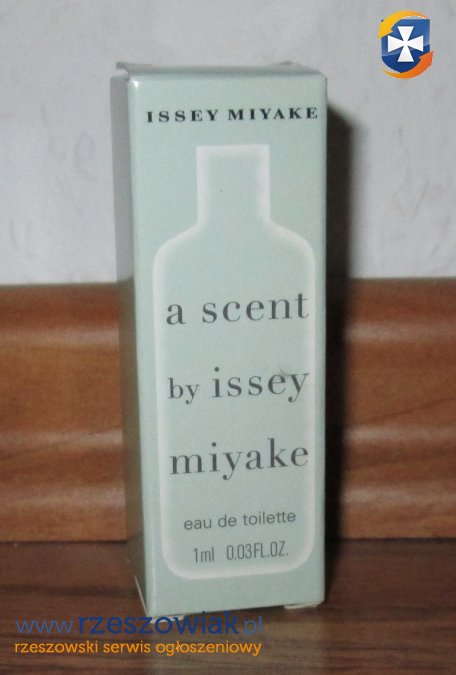 ISSEY MIYAKE
a scent
by issey
miyake
eau de toilette
1ml 0.03FL.OZ.
www.rzeszowiak.pl
rzeszowski serwis ogłoszeniowy